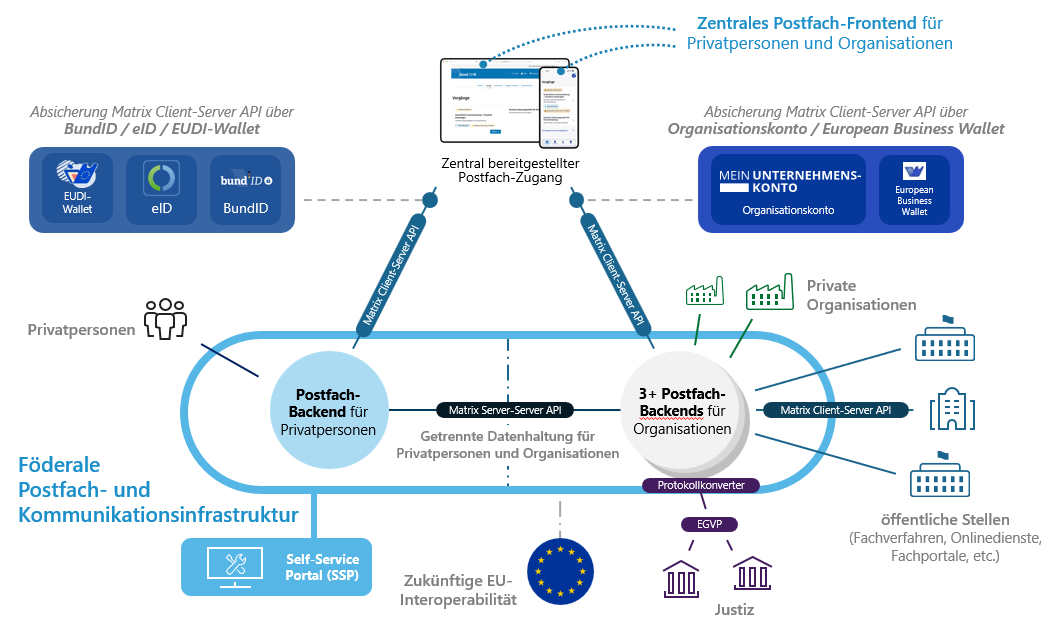 Zentrales Postfach-Frontend für
Privatpersonen und Organisationen
Absicherung Matrix Client-Server API über
BundID / eID / EUDI-Wallet
EUDI-
Wallet
eID
bund ID
BundID
Vorgänge
Vorgänge
Zentral bereitgestellter
Postfach-Zugang
Absicherung Matrix Client-Server API über
Organisationskonto / European Business Wallet
MEIN UNTERNEHMENS-
KONTO
Organisationskonto
European
Business
Wallet
Matrix Client-Server API
Matrix Client-Server API
Privatpersonen
Private
Organisationen
Postfach-
Backend für
Privatpersonen
Matrix Server-Server API
Getrennte Datenhaltung für
Privatpersonen und Organisationen
3+ Postfach-
Backends für
Organisationen
Matrix Client-Server API
Protokollkonverter
EGVP
Justiz
öffentliche Stellen
(Fachverfahren, Onlinedienste,
Fachportale, etc.)
Föderale
Postfach- und
Kommunikationsinfrastruktur
Self-Service
Portal (SSP)
Zukünftige EU-
Interoperabilität